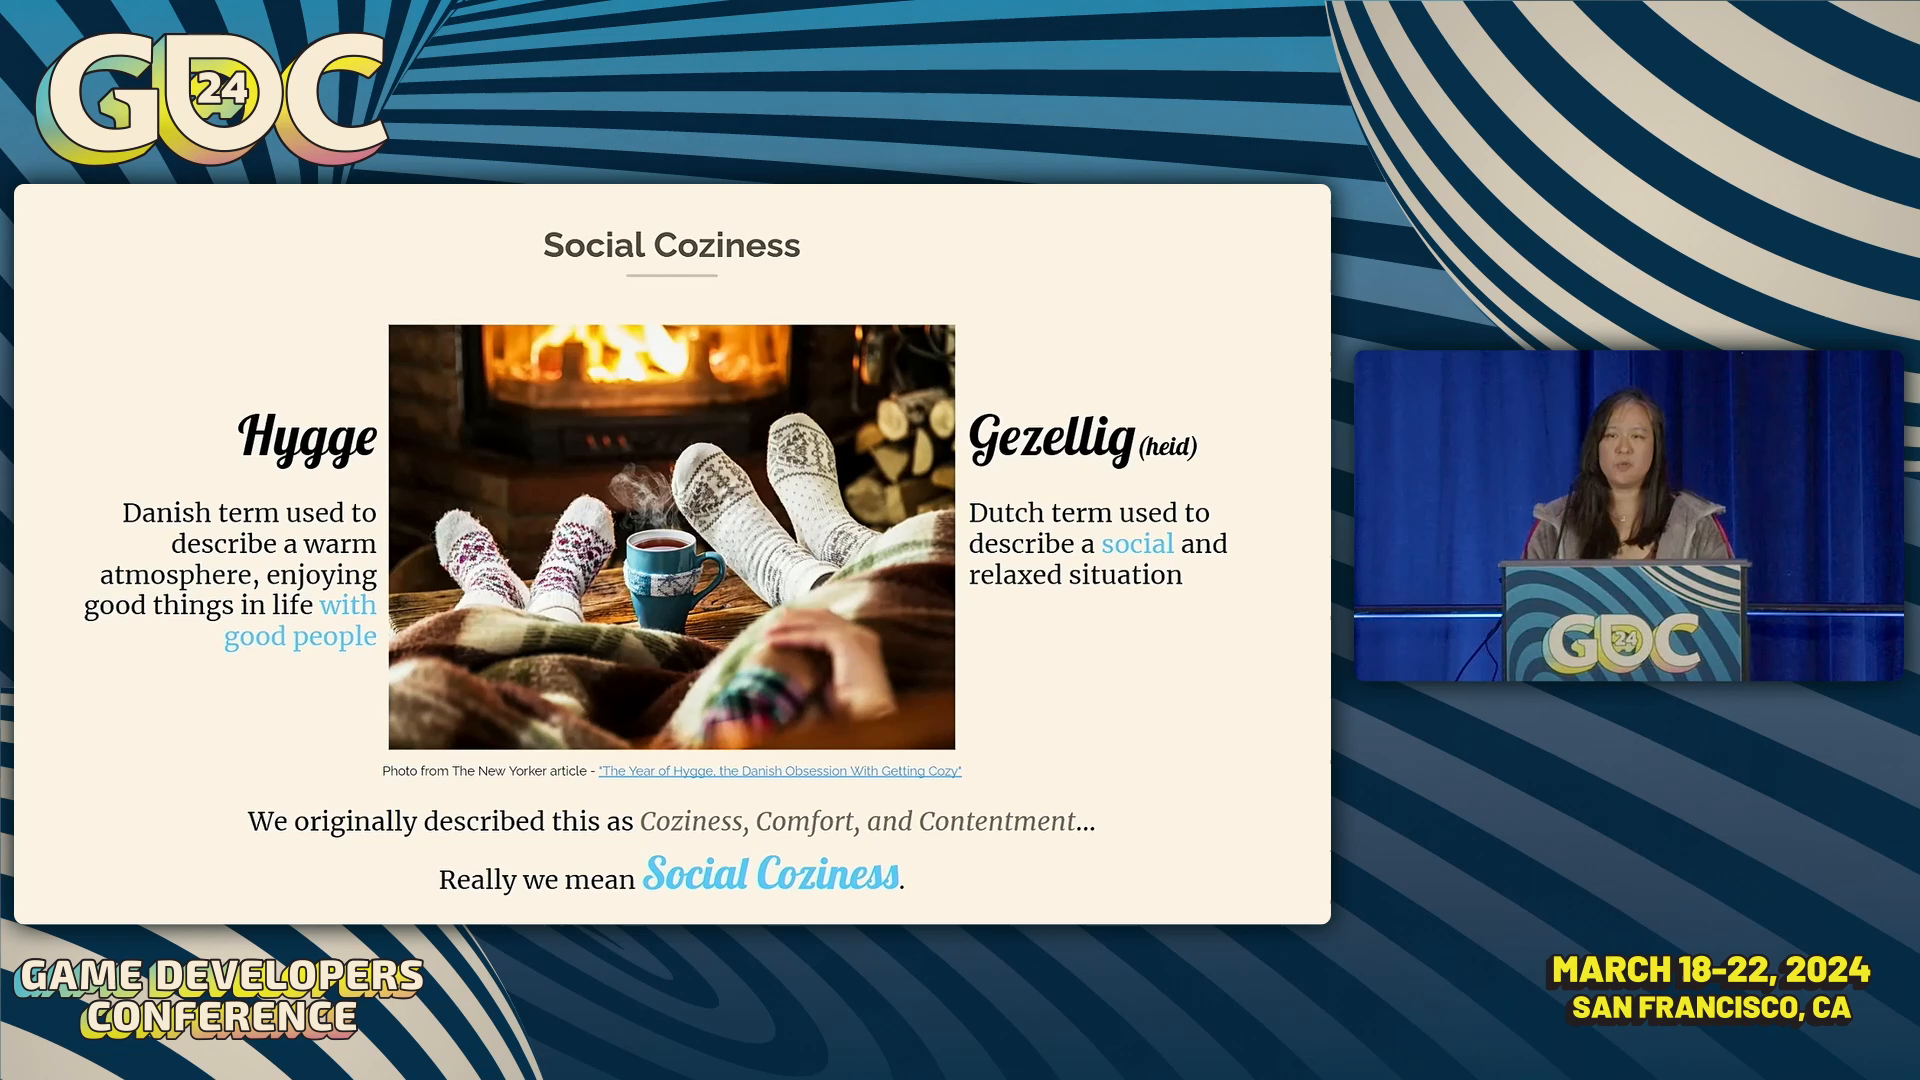 GDC
24
Social Coziness
Hygge
Danish term used to
describe a warm
atmosphere, enjoying
good things in life with
good people
Gezellig (heid)
Dutch term used to
describe a social and
relaxed situation
Photo from The New Yorker article - "The Year of Hygge, the Danish Obsession With Getting Cozy"
We originally described this as Coziness, Comfort, and Contentment...
Really we mean Social Coziness.
GDC
24
GAME DEVELOPERS
CONFERENCE
MARCH 18-22, 2024
SAN FRANCISCO, CA